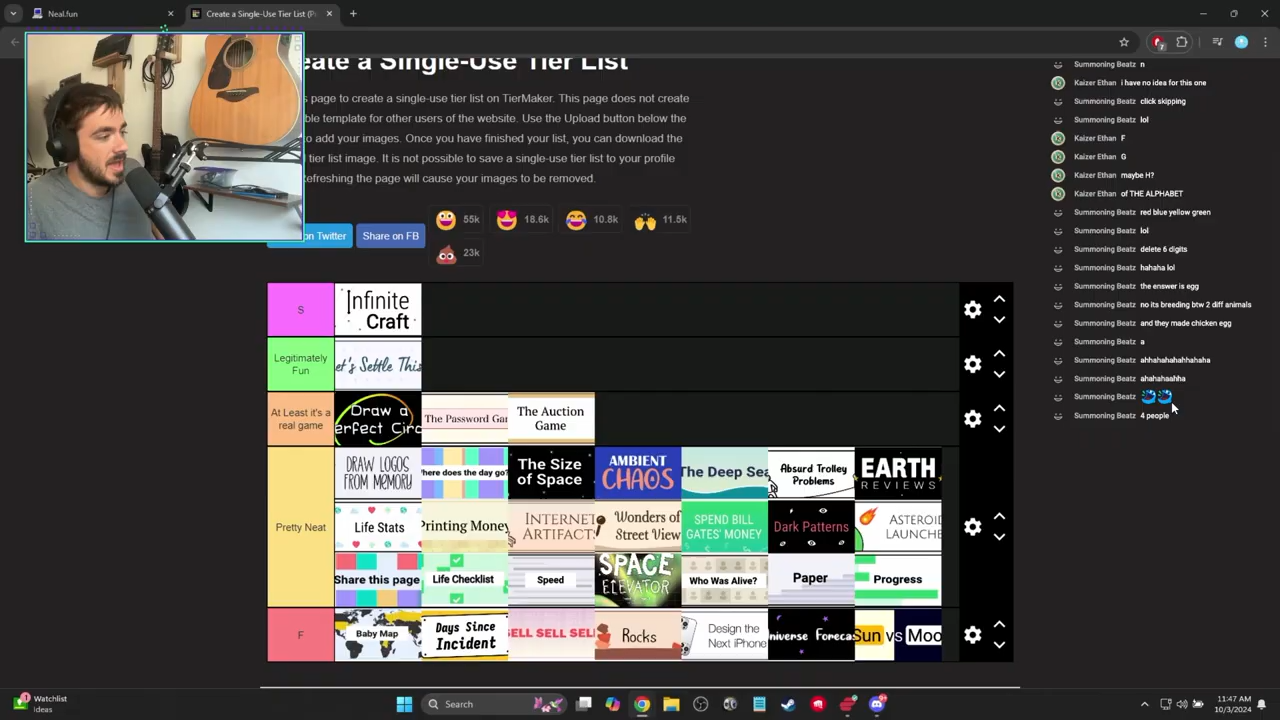 Neal.fun
Create a Single-Use Tier List (P
eate a Single-Use Tier List
s page to create a single-use tier list on TierMaker. This page does not create
ble template for other users of the website. Use the Upload button below the
to add your images. Once you have finished your list, you can download the
tier list image. It is not possible to save a single-use tier list to your profile
refreshing the page will cause your images to be removed.
on Twitter
Share on FB
55k
18.6k
10.8k
11.5k
23k
S
Infinite
Craft
Legitimately
Fun
et's Settle This
At Least it's a
real game
Draw a
erfect Circ
The Password Gam
The Auction
Game
Pretty Neat
DRAW LOGOS
FROM MEMORY
here does the day go?
The Size
of Space
AMBIENT
CHAOS
The Deep Sea
Absurd Trolley
Problems
EARTH
REVIEWS
Life Stats
Printing Money
INTERNET
ARTIFACTS
Wonders of
Street View
SPEND BILL
GATES' MONEY
Dark Patterns
ASTEROID
LAUNCHE
Share this page
Life Checklist
Speed
SPACE
ELEVATOR
Who Was Alive?
Paper
Progress
F
Baby Map
Days Since
Incident
SELL SELL SEL
Rocks
Design the
Next iPhone
niverse Forecas
Sun vs Moo
Summoning Beatz n
Kaizer Ethan i have no idea for this one
Summoning Beatz click skipping
Summoning Beatz lol
Kaizer Ethan F
Kaizer Ethan G
Kaizer Ethan maybe H?
Kaizer Ethan of THE ALPHABET
Summoning Beatz red blue yellow green
Summoning Beatz lol
Summoning Beatz delete 6 digits
Summoning Beatz hahaha lol
Summoning Beatz the enswer is egg
Summoning Beatz no its breeding btw 2 diff animals
Summoning Beatz and they made chicken egg
Summoning Beatz a
Summoning Beatz ahhahahahahhahaha
Summoning Beatz ahahahaahha
Summoning Beatz
Summoning Beatz 4 people
1
Watchlist
Ideas
Search
11:47 AM
10/3/2024